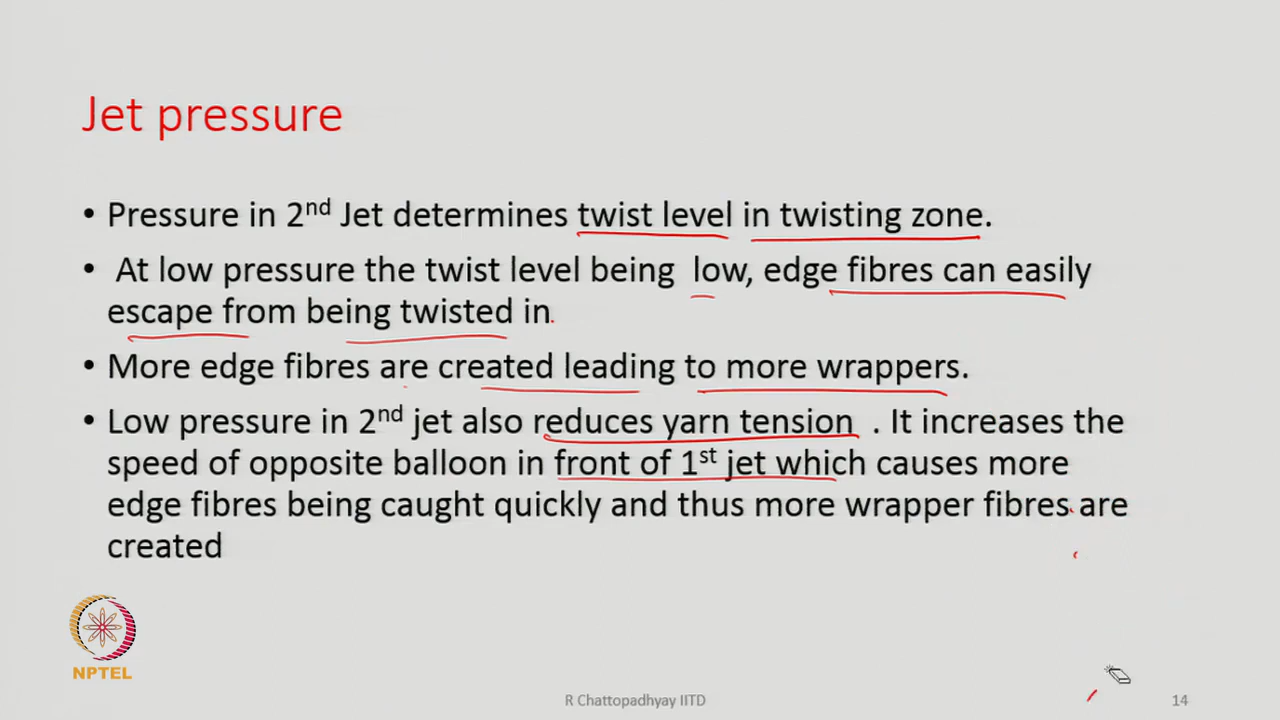 Jet pressure
• Pressure in 2nd Jet determines twist level in twisting zone.
• At low pressure the twist level being low, edge fibres can easily
escape from being twisted in.
• More edge fibres are created leading to more wrappers.
• Low pressure in 2nd jet also reduces yarn tension . It increases the
speed of opposite balloon in front of 1st jet which causes more
edge fibres being caught quickly and thus more wrapper fibres are
created
NPTEL
R Chattopadhyay IITD
14